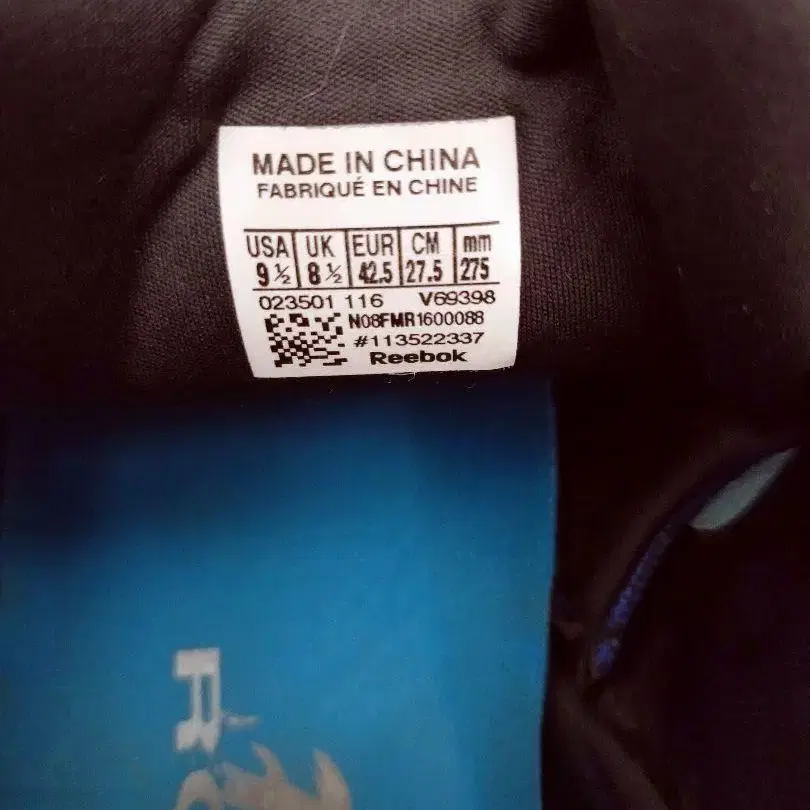 MADE IN CHINA
FABRIQUÉ EN CHINE
USA UK EUR CM mm
9½ 8½ 42.5 27.5 275
023501 116 V69398
N08FMR1600088
#113522337
Reebok